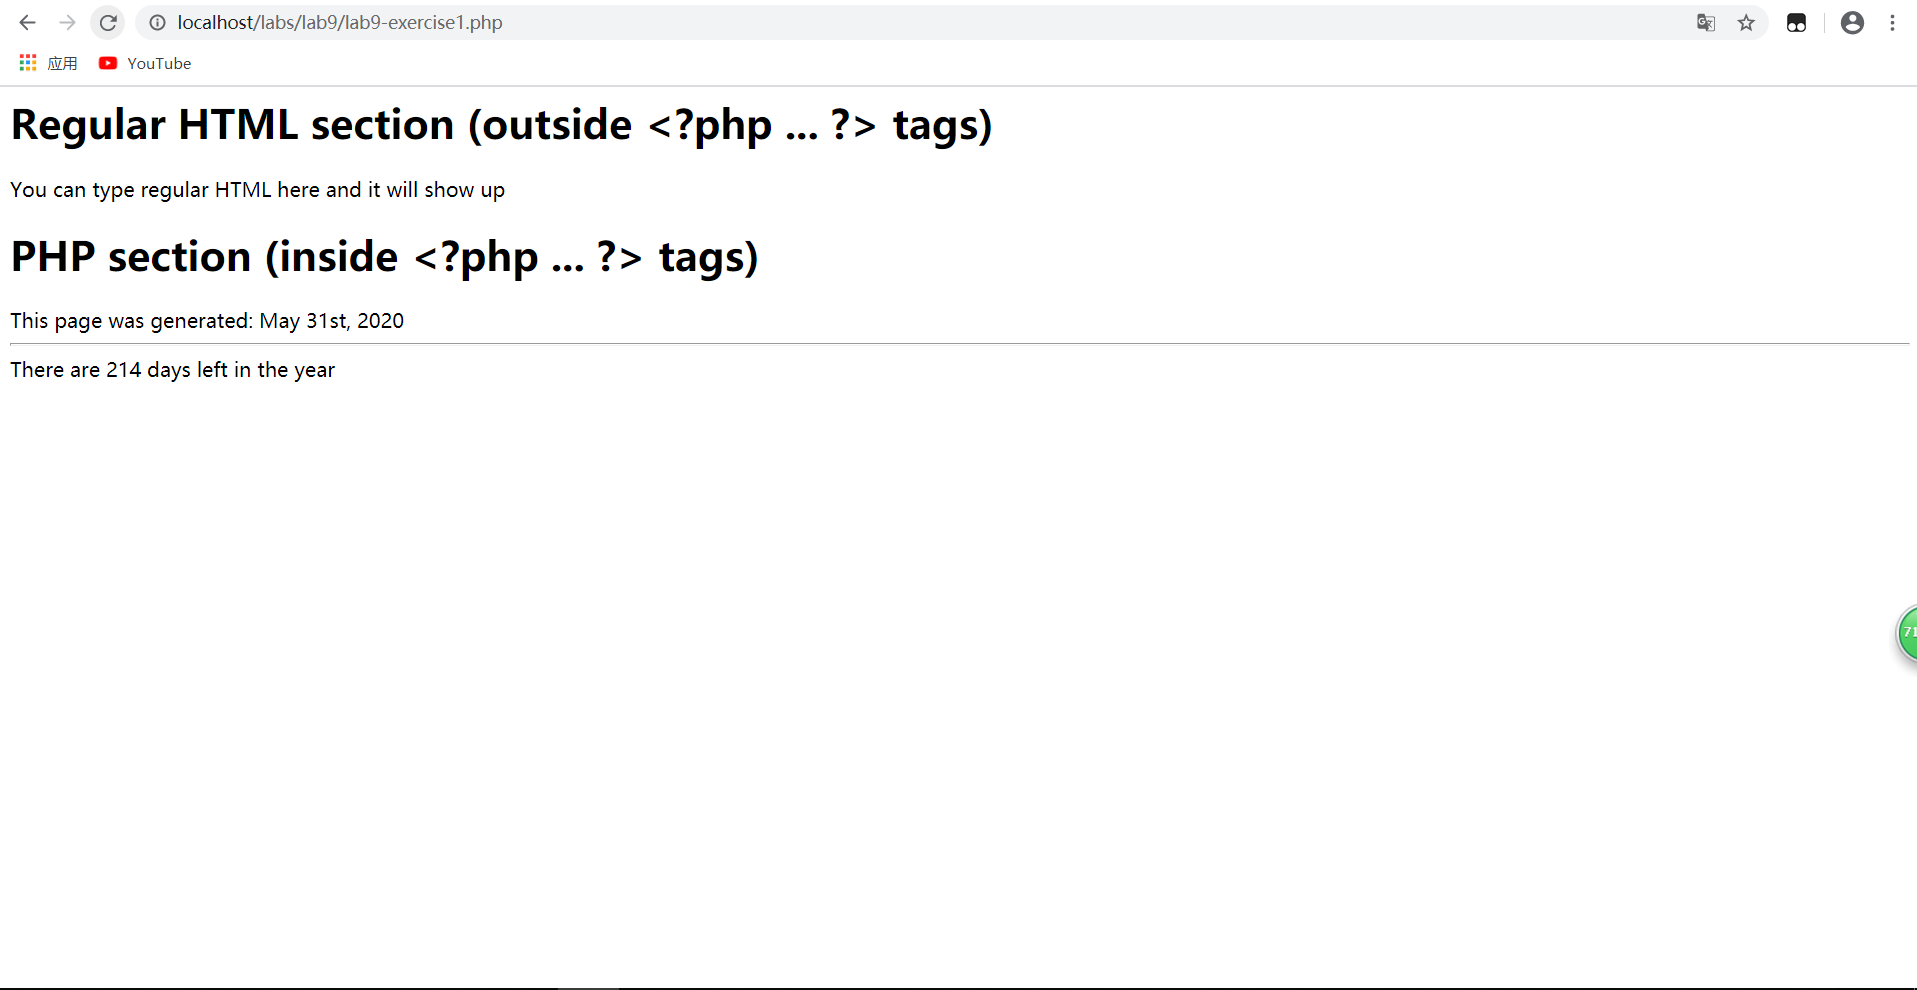 localhost/labs/lab9/lab9-exercise1.php
应用 YouTube
Regular HTML section (outside <?php ... ?> tags)
You can type regular HTML here and it will show up
PHP section (inside <?php ... ?> tags)
This page was generated: May 31st, 2020
There are 214 days left in the year